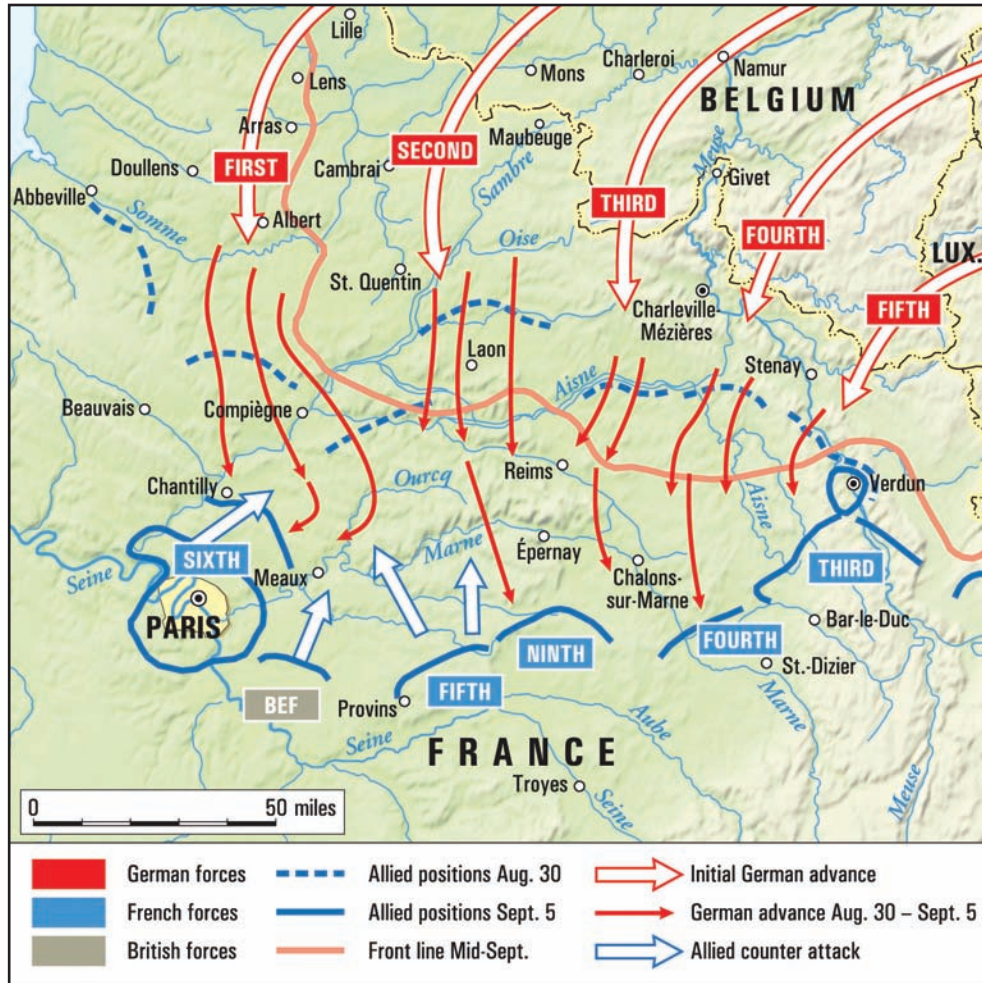 Lille
Lens
Mons
Charleroi
Namur
BELGIUM
Arras
Maubeuge
Doullens
FIRST
Cambrai
SECOND
Sambre
Meuse
Givet
Abbeville
THIRD
Somme
Albert
Oise
FOURTH
LUX.
St. Quentin
Charleville-
Mézières
FIFTH
Laon
Aisne
Stenay
Beauvais
Compiègne
Chantilly
Ourcq
Reims
Aisne
Verdun
Seine
SIXTH
Marne
Épernay
Meaux
Chalons-
sur-Marne
THIRD
PARIS
Bar-le-Duc
NINTH
FOURTH
St.-Dizier
BEF
Provins
FIFTH
Marne
Seine
Aube
FRANCE
Meuse
Troyes
Seine
0 50 miles
German forces
Allied positions Aug. 30
Initial German advance
French forces
Allied positions Sept. 5
German advance Aug. 30 – Sept. 5
British forces
Front line Mid-Sept.
Allied counter attack